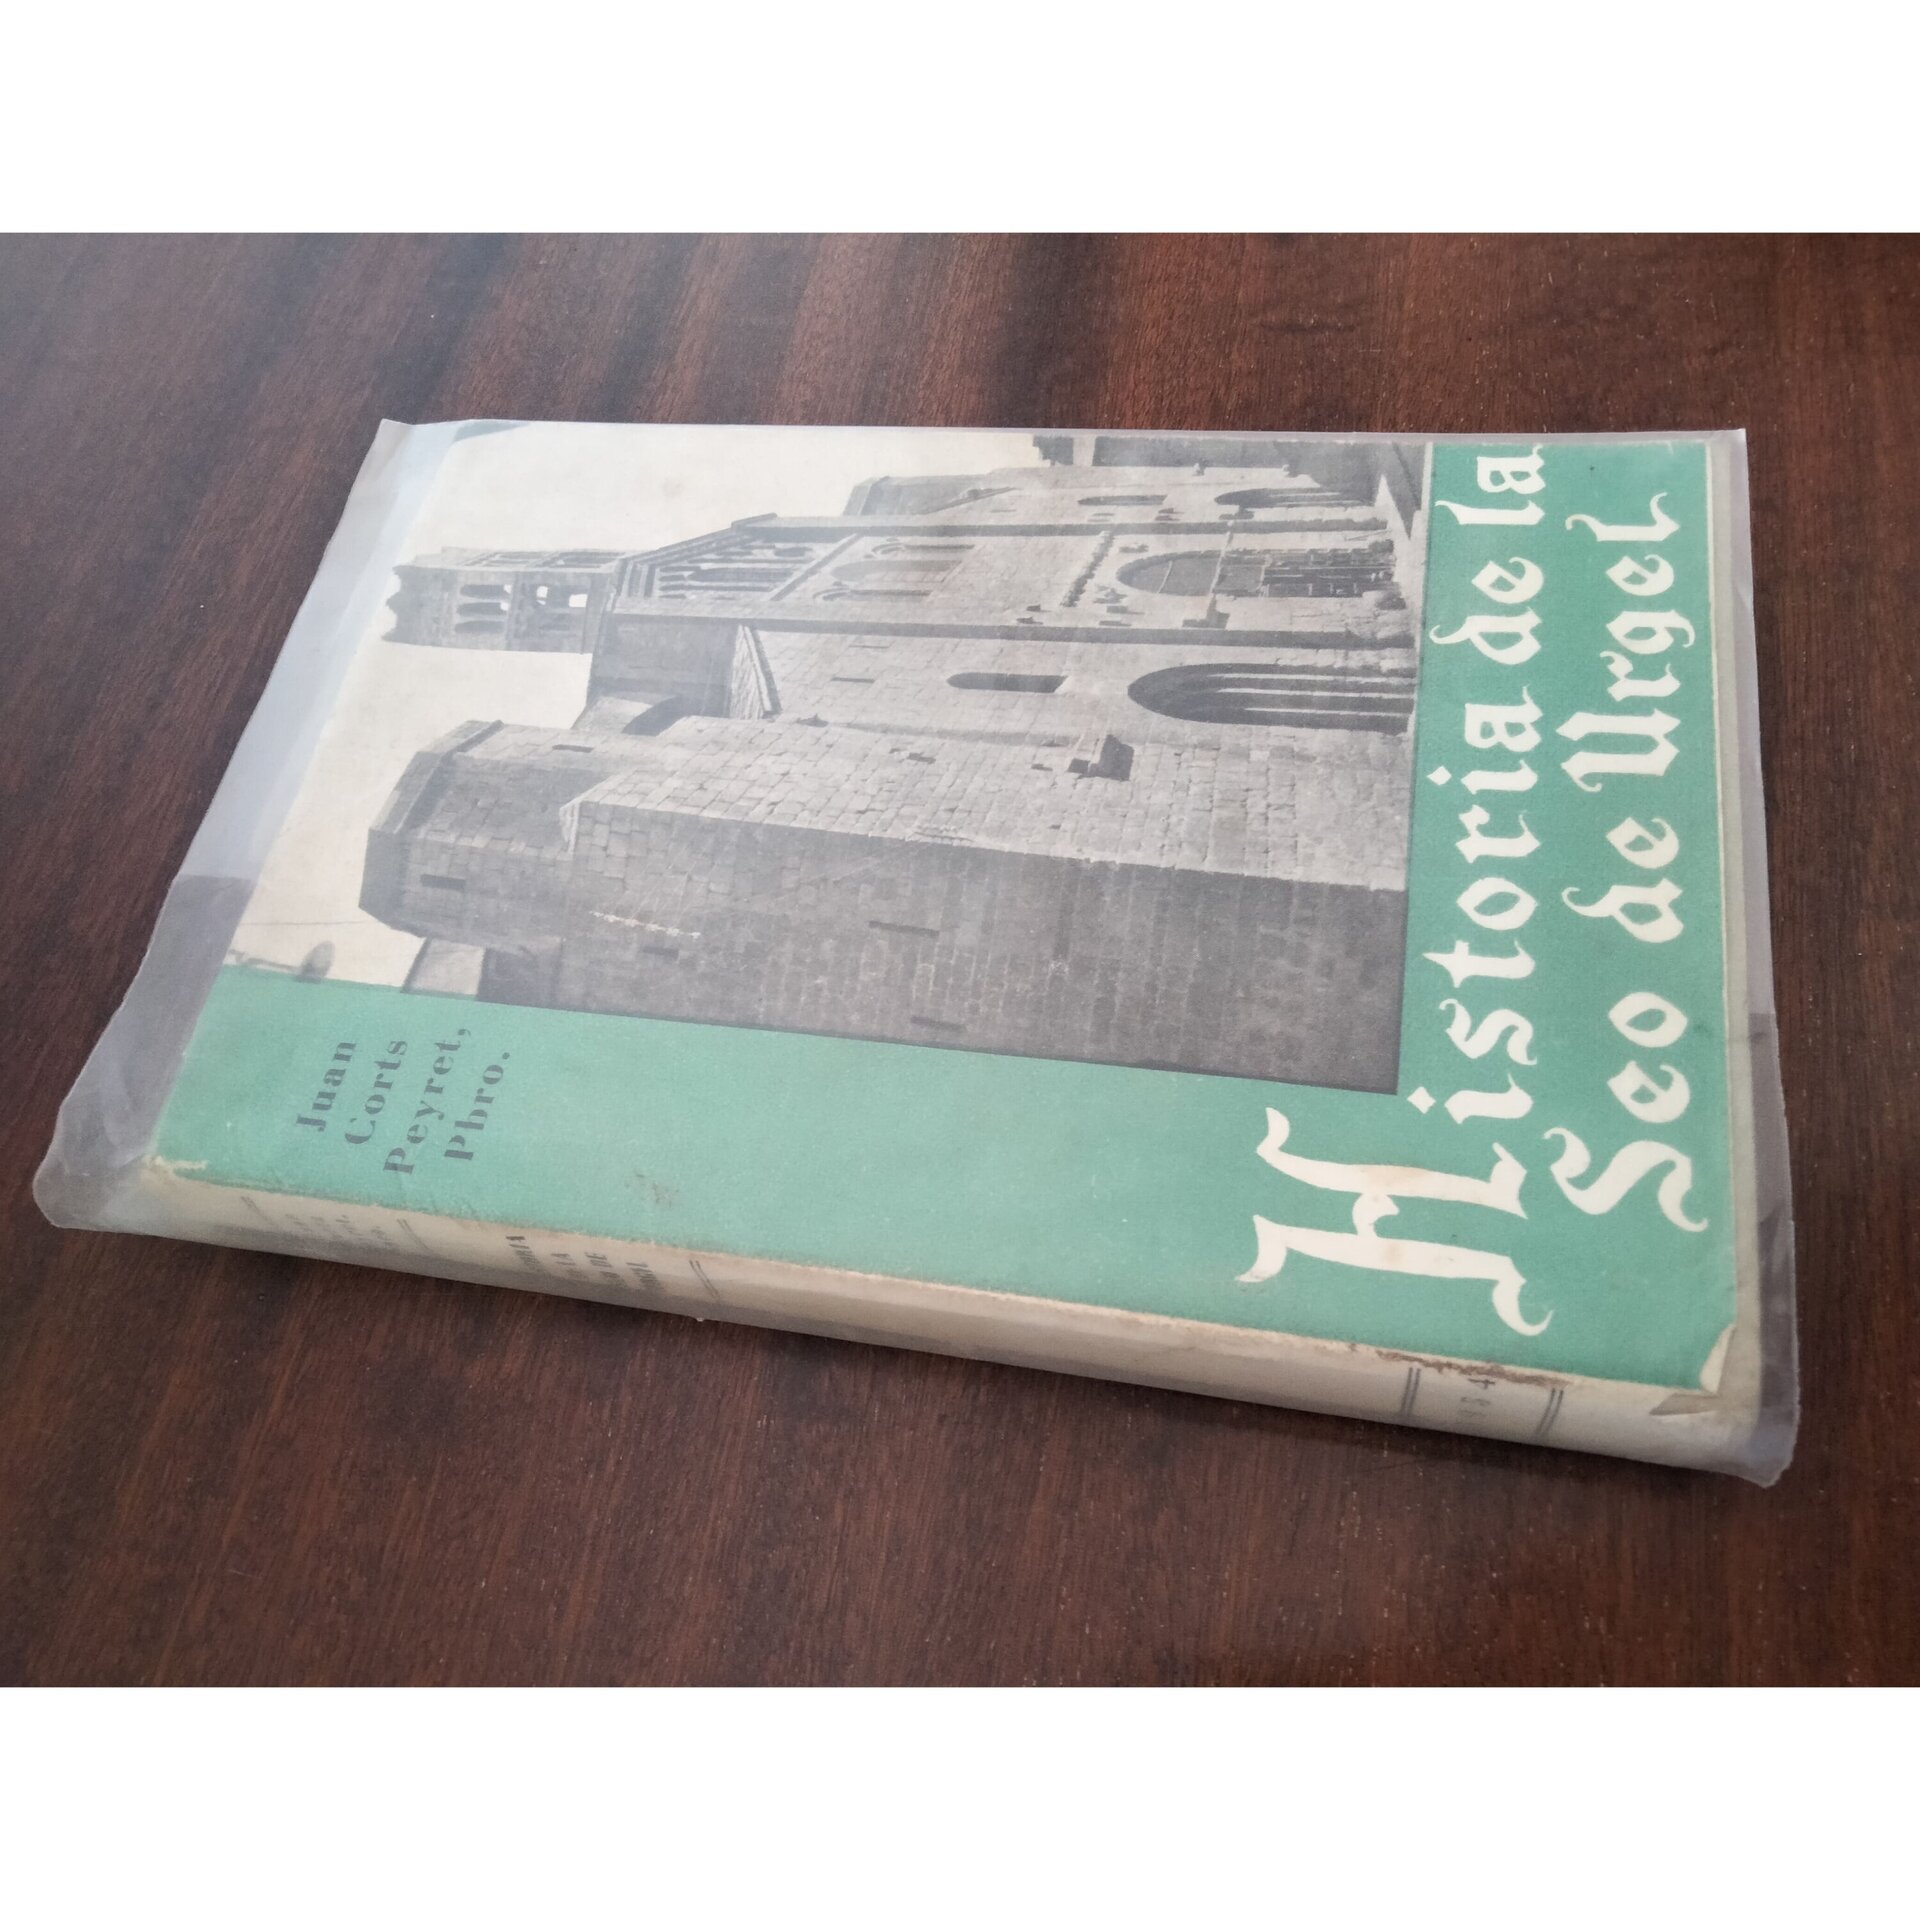 Juan
Corts
Peyret,
Pbro.
Historia de la
Seo de Urgel